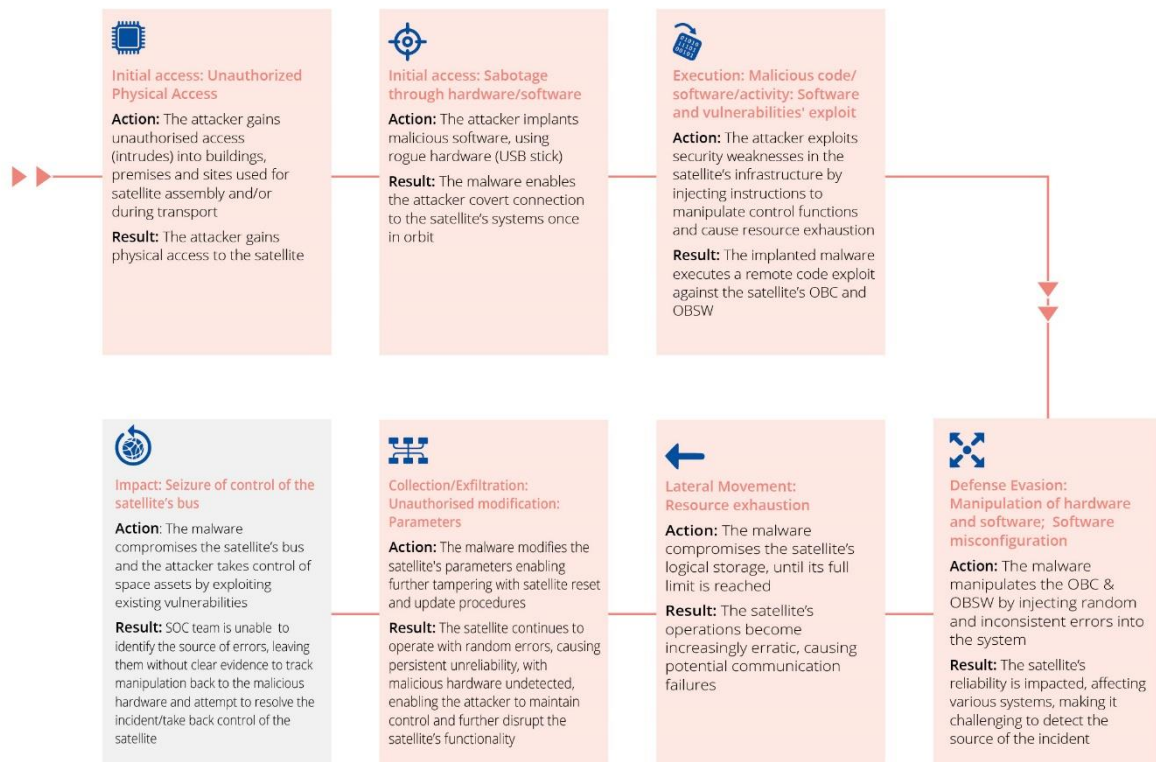 Initial access: Unauthorized
Physical Access
Action: The attacker gains
unauthorised access
(intrudes) into buildings,
premises and sites used for
satellite assembly and/or
during transport
Result: The attacker gains
physical access to the satellite
Initial access: Sabotage
through hardware/software
Action: The attacker implants
malicious software, using
rogue hardware (USB stick)
Result: The malware enables
the attacker covert connection
to the satellite's systems once
in orbit
01010
11101
00101
Execution: Malicious code/
software/activity: Software
and vulnerabilities' exploit
Action: The attacker exploits
security weaknesses in the
satellite's infrastructure by
injecting instructions to
manipulate control functions
and cause resource exhaustion
Result: The implanted malware
executes a remote code exploit
against the satellite's OBC and
OBSW
Defense Evasion:
Manipulation of hardware
and software; Software
misconfiguration
Action: The malware
manipulates the OBC &
OBSW by injecting random
and inconsistent errors into
the system
Result: The satellite's
reliability is impacted, affecting
various systems, making it
challenging to detect the
source of the incident
Lateral Movement:
Resource exhaustion
Action: The malware
compromises the satellite's
logical storage, until its full
limit is reached
Result: The satellite's
operations become
increasingly erratic, causing
potential communication
failures
Collection/Exfiltration:
Unauthorised modification:
Parameters
Action: The malware modifies the
satellite's parameters enabling
further tampering with satellite reset
and update procedures
Result: The satellite continues to
operate with random errors, causing
persistent unreliability, with
malicious hardware undetected,
enabling the attacker to maintain
control and further disrupt the
satellite's functionality
Impact: Seizure of control of the
satellite's bus
Action: The malware
compromises the satellite's bus
and the attacker takes control of
space assets by exploiting
existing vulnerabilities
Result: SOC team is unable to
identify the source of errors, leaving
them without clear evidence to track
manipulation back to the malicious
hardware and attempt to resolve the
incident/take back control of the
satellite